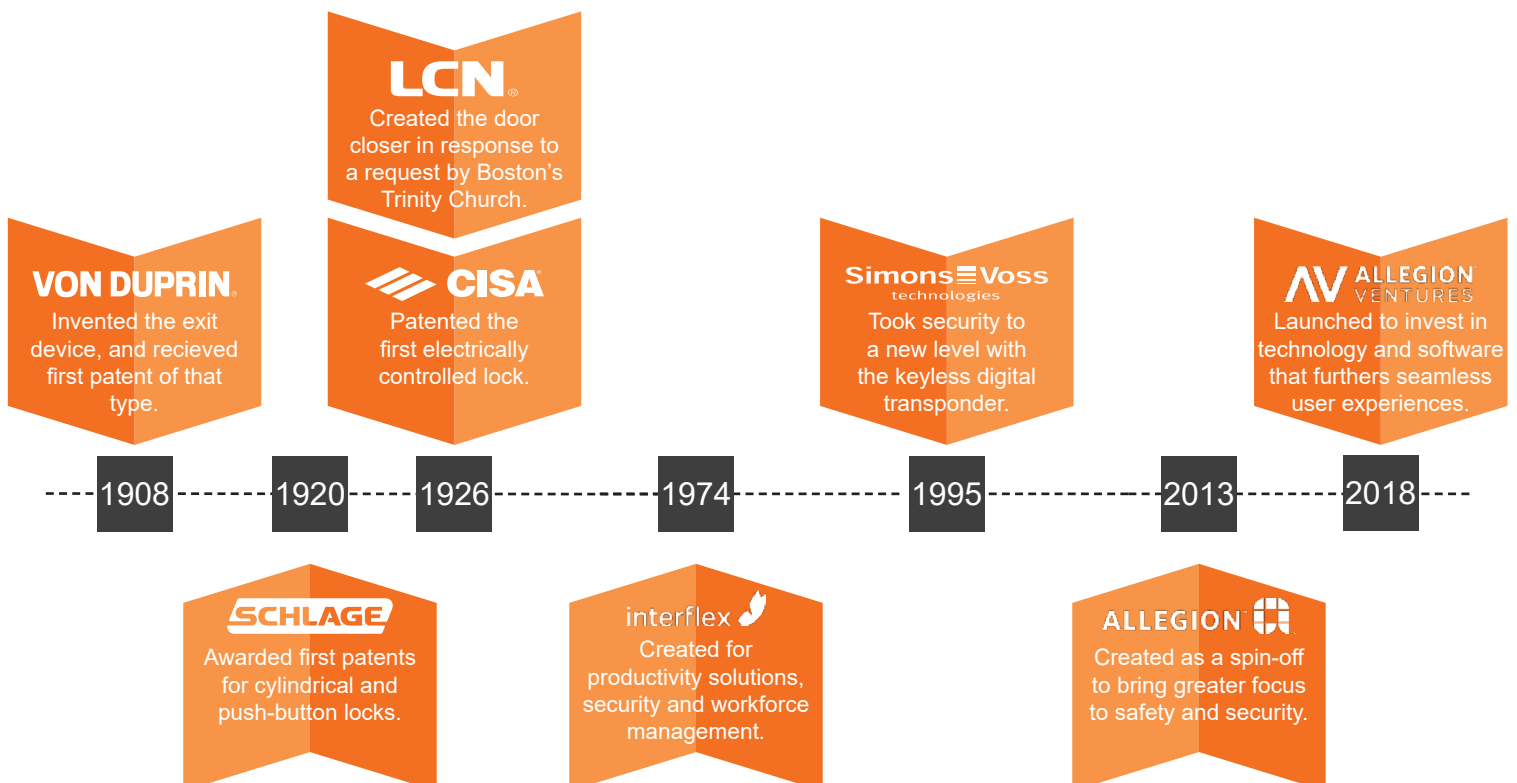 LCN®
Created the door
closer in response to
a request by Boston’s
Trinity Church.
VON DUPRIN®
Invented the exit
device, and recieved
first patent of that
type.
CISA®
Patented the
first electrically
controlled lock.
Simons Voss
technologies
Took security to
a new level with
the keyless digital
transponder.
AV ALLEGION
VENTURES
Launched to invest in
technology and software
that furthers seamless
user experiences.
1908
1920
1926
1974
1995
2013
2018
SCHLAGE
Awarded first patents
for cylindrical and
push-button locks.
interflex
Created for
productivity solutions,
security and workforce
management.
ALLEGION™
Created as a spin-off
to bring greater focus
to safety and security.